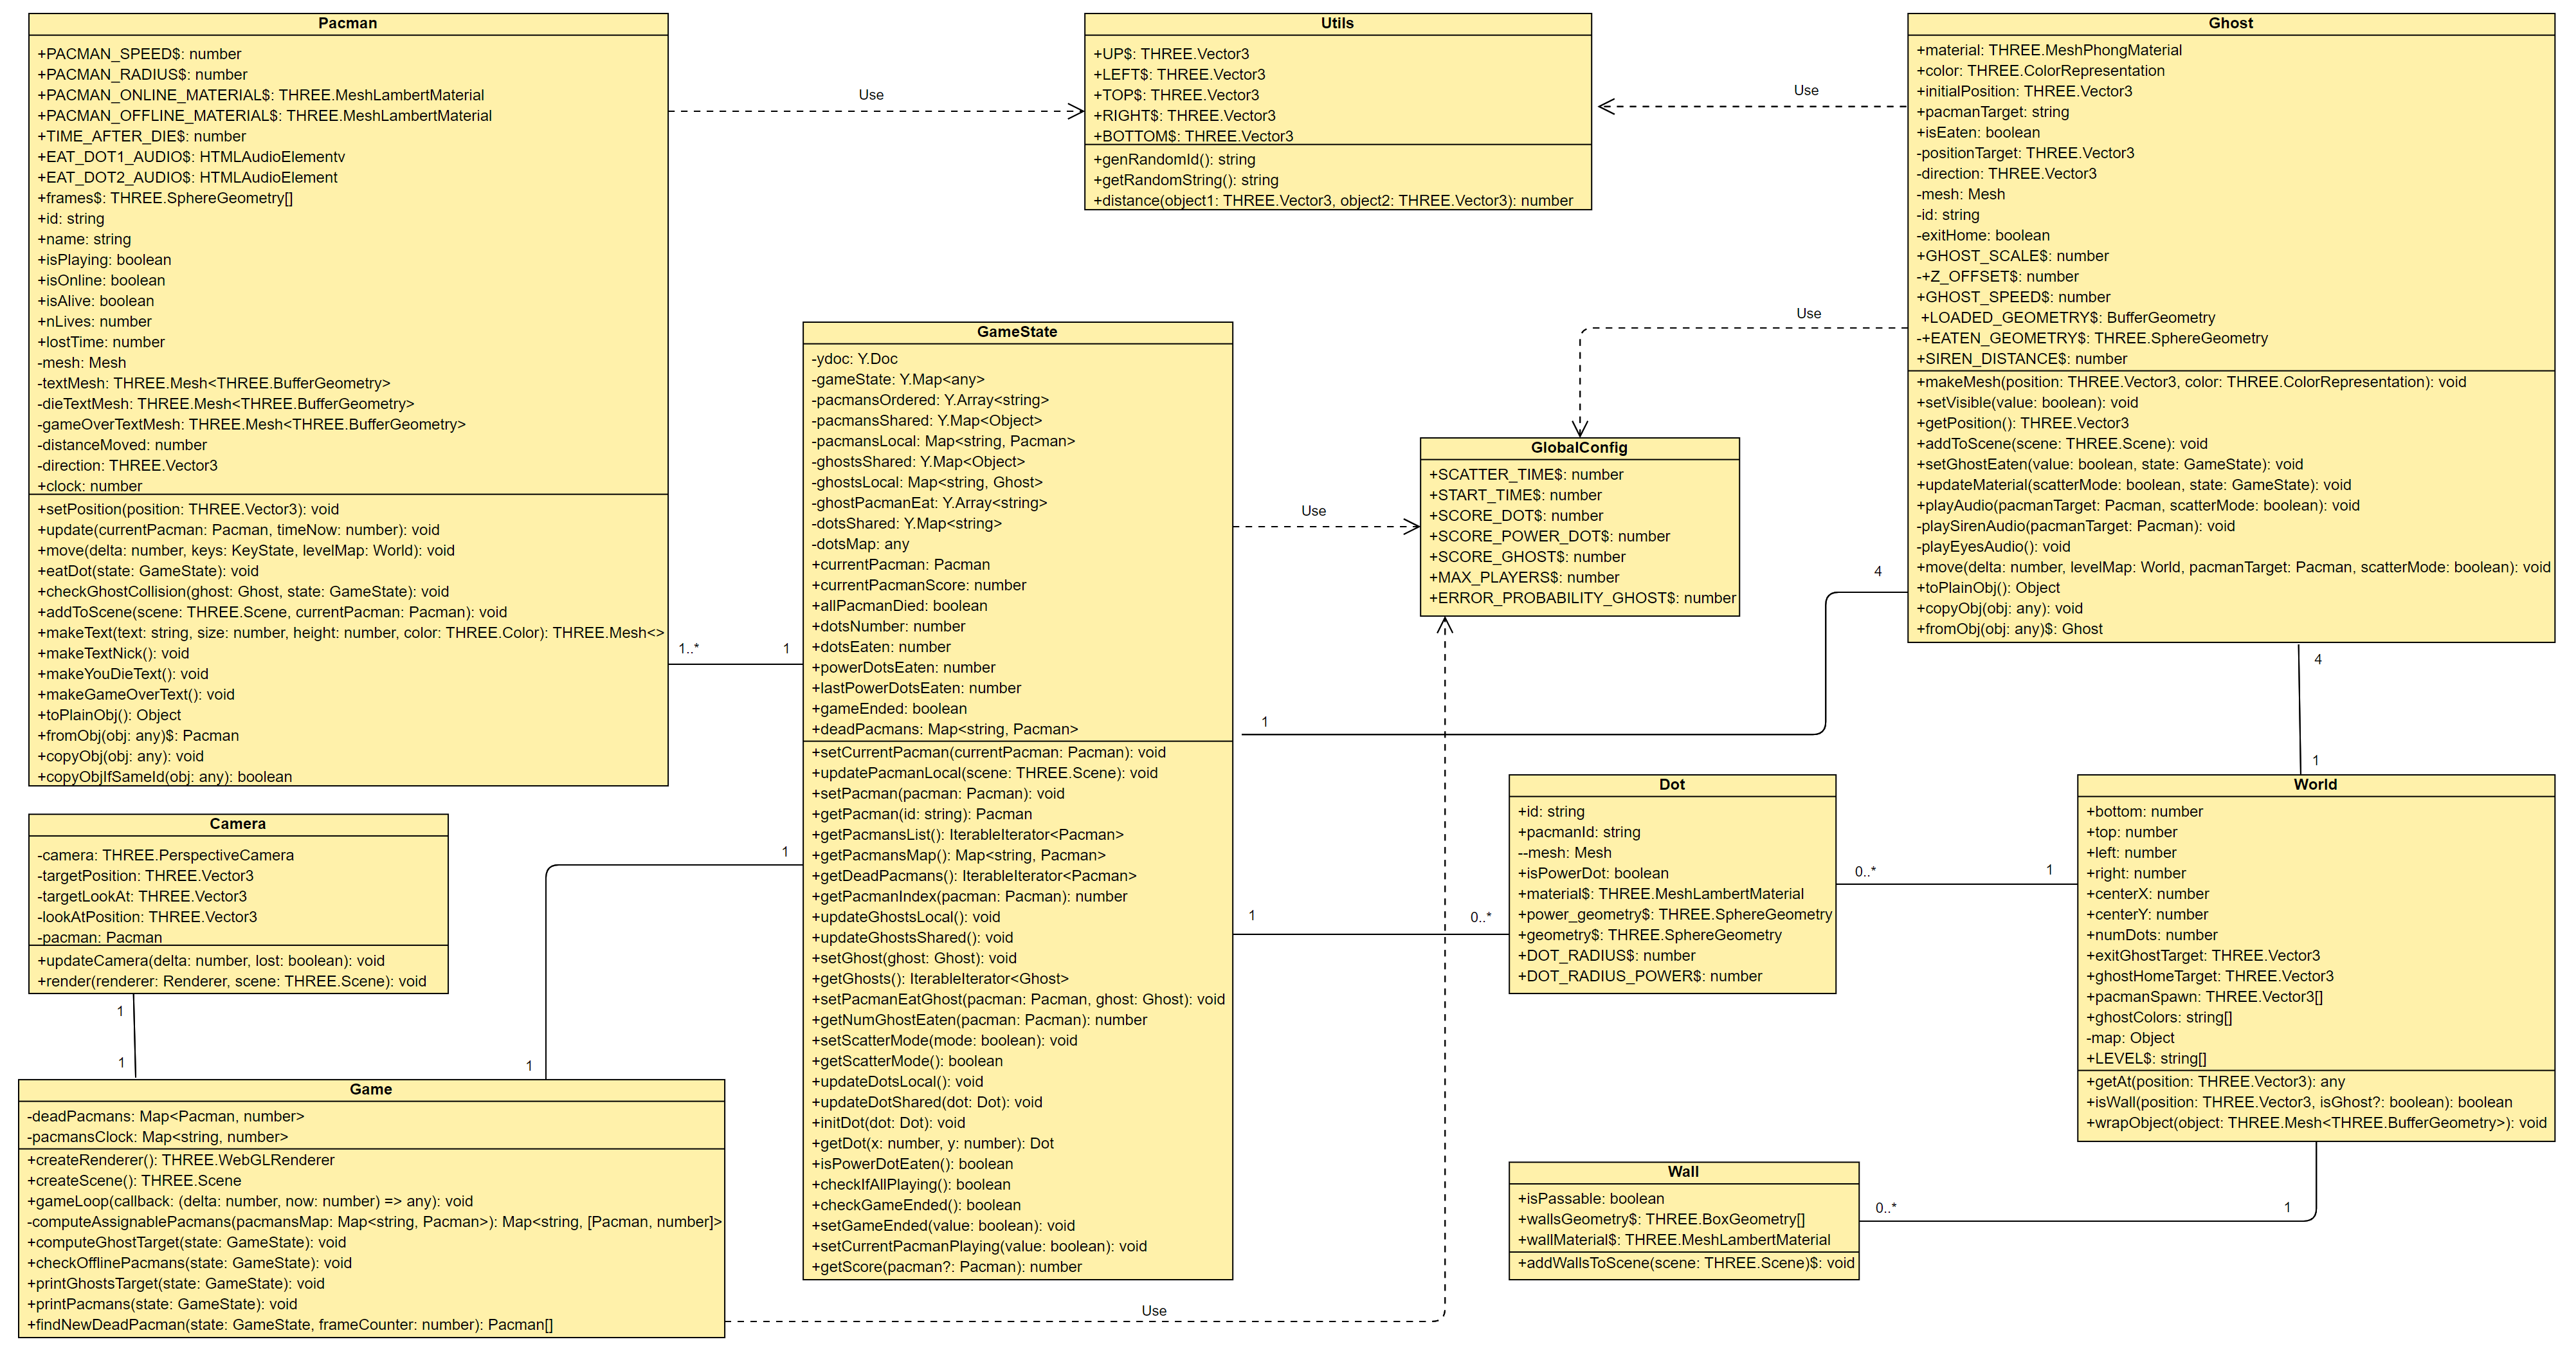 Pacman
+PACMAN_SPEED$: number
+PACMAN_RADIUS$: number
+PACMAN_ONLINE_MATERIAL$: THREE.MeshLambertMaterial
+PACMAN_OFFLINE_MATERIAL$: THREE.MeshLambertMaterial
+TIME_AFTER_DIE$: number
+EAT_DOT1_AUDIO$: HTMLAudioElementv
+EAT_DOT2_AUDIO$: HTMLAudioElement
+frames$: THREE.SphereGeometry[]
+id: string
+name: string
+isPlaying: boolean
+isOnline: boolean
+isAlive: boolean
+nLives: number
+lostTime: number
-mesh: Mesh
-textMesh: THREE.Mesh<THREE.BufferGeometry>
-dieTextMesh: THREE.Mesh<THREE.BufferGeometry>
-gameOverTextMesh: THREE.Mesh<THREE.BufferGeometry>
-distanceMoved: number
-direction: THREE.Vector3
+clock: number
+setPosition(position: THREE.Vector3): void
+update(currentPacman: Pacman, timeNow: number): void
+move(delta: number, keys: KeyState, levelMap: World): void
+eatDot(state: GameState): void
+checkGhostCollision(ghost: Ghost, state: GameState): void
+addToScene(scene: THREE.Scene, currentPacman: Pacman): void
+makeText(text: string, size: number, height: number, color: THREE.Color): THREE.Mesh<>
+makeTextNick(): void
+makeYouDieText(): void
+makeGameOverText(): void
+toPlainObj(): Object
+fromObj(obj: any)$: Pacman
+copyObj(obj: any): void
+copyObjIfSameId(obj: any): boolean
Use
Utils
+UP$: THREE.Vector3
+LEFT$: THREE.Vector3
+TOP$: THREE.Vector3
+RIGHT$: THREE.Vector3
+BOTTOM$: THREE.Vector3
+genRandomId(): string
+getRandomString(): string
+distance(object1: THREE.Vector3, object2: THREE.Vector3): number
Use
Ghost
+material: THREE.MeshPhongMaterial
+color: THREE.ColorRepresentation
+initialPosition: THREE.Vector3
+pacmanTarget: string
+isEaten: boolean
-positionTarget: THREE.Vector3
-direction: THREE.Vector3
-mesh: Mesh
-id: string
-exitHome: boolean
+GHOST_SCALE$: number
-+Z_OFFSET$: number
+GHOST_SPEED$: number
+LOADED_GEOMETRY$: BufferGeometry
-+EATEN_GEOMETRY$: THREE.SphereGeometry
+SIREN_DISTANCE$: number
+makeMesh(position: THREE.Vector3, color: THREE.ColorRepresentation): void
+setVisible(value: boolean): void
+getPosition(): THREE.Vector3
+addToScene(scene: THREE.Scene): void
+setGhostEaten(value: boolean, state: GameState): void
+updateMaterial(scatterMode: boolean, state: GameState): void
+playAudio(pacmanTarget: Pacman, scatterMode: boolean): void
-playSirenAudio(pacmanTarget: Pacman): void
-playEyesAudio(): void
+move(delta: number, levelMap: World, pacmanTarget: Pacman, scatterMode: boolean): void
+toPlainObj(): Object
+copyObj(obj: any): void
+fromObj(obj: any)$: Ghost
Use
GameState
-ydoc: Y.Doc
-gameState: Y.Map<any>
-pacmansOrdered: Y.Array<string>
-pacmansShared: Y.Map<Object>
-pacmansLocal: Map<string, Pacman>
-ghostsShared: Y.Map<Object>
-ghostsLocal: Map<string, Ghost>
-ghostPacmanEat: Y.Array<string>
-dotsShared: Y.Map<string>
-dotsMap: any
+currentPacman: Pacman
+currentPacmanScore: number
+allPacmanDied: boolean
+dotsNumber: number
+dotsEaten: number
+powerDotsEaten: number
+lastPowerDotsEaten: number
+gameEnded: boolean
+deadPacmans: Map<string, Pacman>
+setCurrentPacman(currentPacman: Pacman): void
+updatePacmanLocal(scene: THREE.Scene): void
+setPacman(pacman: Pacman): void
+getPacman(id: string): Pacman
+getPacmansList(): IterableIterator<Pacman>
+getPacmansMap(): Map<string, Pacman>
+getDeadPacmans(): IterableIterator<Pacman>
+getPacmanIndex(pacman: Pacman): number
+updateGhostsLocal(): void
+updateGhostsShared(): void
+setGhost(ghost: Ghost): void
+getGhosts(): IterableIterator<Ghost>
+setPacmanEatGhost(pacman: Pacman, ghost: Ghost): void
+getNumGhostEaten(pacman: Pacman): number
+setScatterMode(mode: boolean): void
+getScatterMode(): boolean
+updateDotsLocal(): void
+updateDotShared(dot: Dot): void
+initDot(dot: Dot): void
+getDot(x: number, y: number): Dot
+isPowerDotEaten(): boolean
+checkIfAllPlaying(): boolean
+checkGameEnded(): boolean
+setGameEnded(value: boolean): void
+setCurrentPacmanPlaying(value: boolean): void
+getScore(pacman?: Pacman): number
Use
GlobalConfig
+SCATTER_TIME$: number
+START_TIME$: number
+SCORE_DOT$: number
+SCORE_POWER_DOT$: number
+SCORE_GHOST$: number
+MAX_PLAYERS$: number
+ERROR_PROBABILITY_GHOST$: number
4
1..*
1
1
4
1
Camera
-camera: THREE.PerspectiveCamera
-targetPosition: THREE.Vector3
-targetLookAt: THREE.Vector3
-lookAtPosition: THREE.Vector3
-pacman: Pacman
+updateCamera(delta: number, lost: boolean): void
+render(renderer: Renderer, scene: THREE.Scene): void
1
1
0..*
Dot
+id: string
+pacmanId: string
--mesh: Mesh
+isPowerDot: boolean
+material$: THREE.MeshLambertMaterial
+power_geometry$: THREE.SphereGeometry
+geometry$: THREE.SphereGeometry
+DOT_RADIUS$: number
+DOT_RADIUS_POWER$: number
0..*
1
World
+bottom: number
+top: number
+left: number
+right: number
+centerX: number
+centerY: number
+numDots: number
+exitGhostTarget: THREE.Vector3
+ghostHomeTarget: THREE.Vector3
+pacmanSpawn: THREE.Vector3[]
+ghostColors: string[]
-map: Object
+LEVEL$: string[]
+getAt(position: THREE.Vector3): any
+isWall(position: THREE.Vector3, isGhost?: boolean): boolean
+wrapObject(object: THREE.Mesh<THREE.BufferGeometry>): void
1
1
1
Game
-deadPacmans: Map<Pacman, number>
-pacmansClock: Map<string, number>
+createRenderer(): THREE.WebGLRenderer
+createScene(): THREE.Scene
+gameLoop(callback: (delta: number, now: number) => any): void
-computeAssignablePacmans(pacmansMap: Map<string, Pacman>): Map<string, [Pacman, number]>
+computeGhostTarget(state: GameState): void
+checkOfflinePacmans(state: GameState): void
+printGhostsTarget(state: GameState): void
+printPacmans(state: GameState): void
+findNewDeadPacman(state: GameState, frameCounter: number): Pacman[]
Use
Wall
+isPassable: boolean
+wallsGeometry$: THREE.BoxGeometry[]
+wallMaterial$: THREE.MeshLambertMaterial
+addWallsToScene(scene: THREE.Scene)$: void
0..*
1